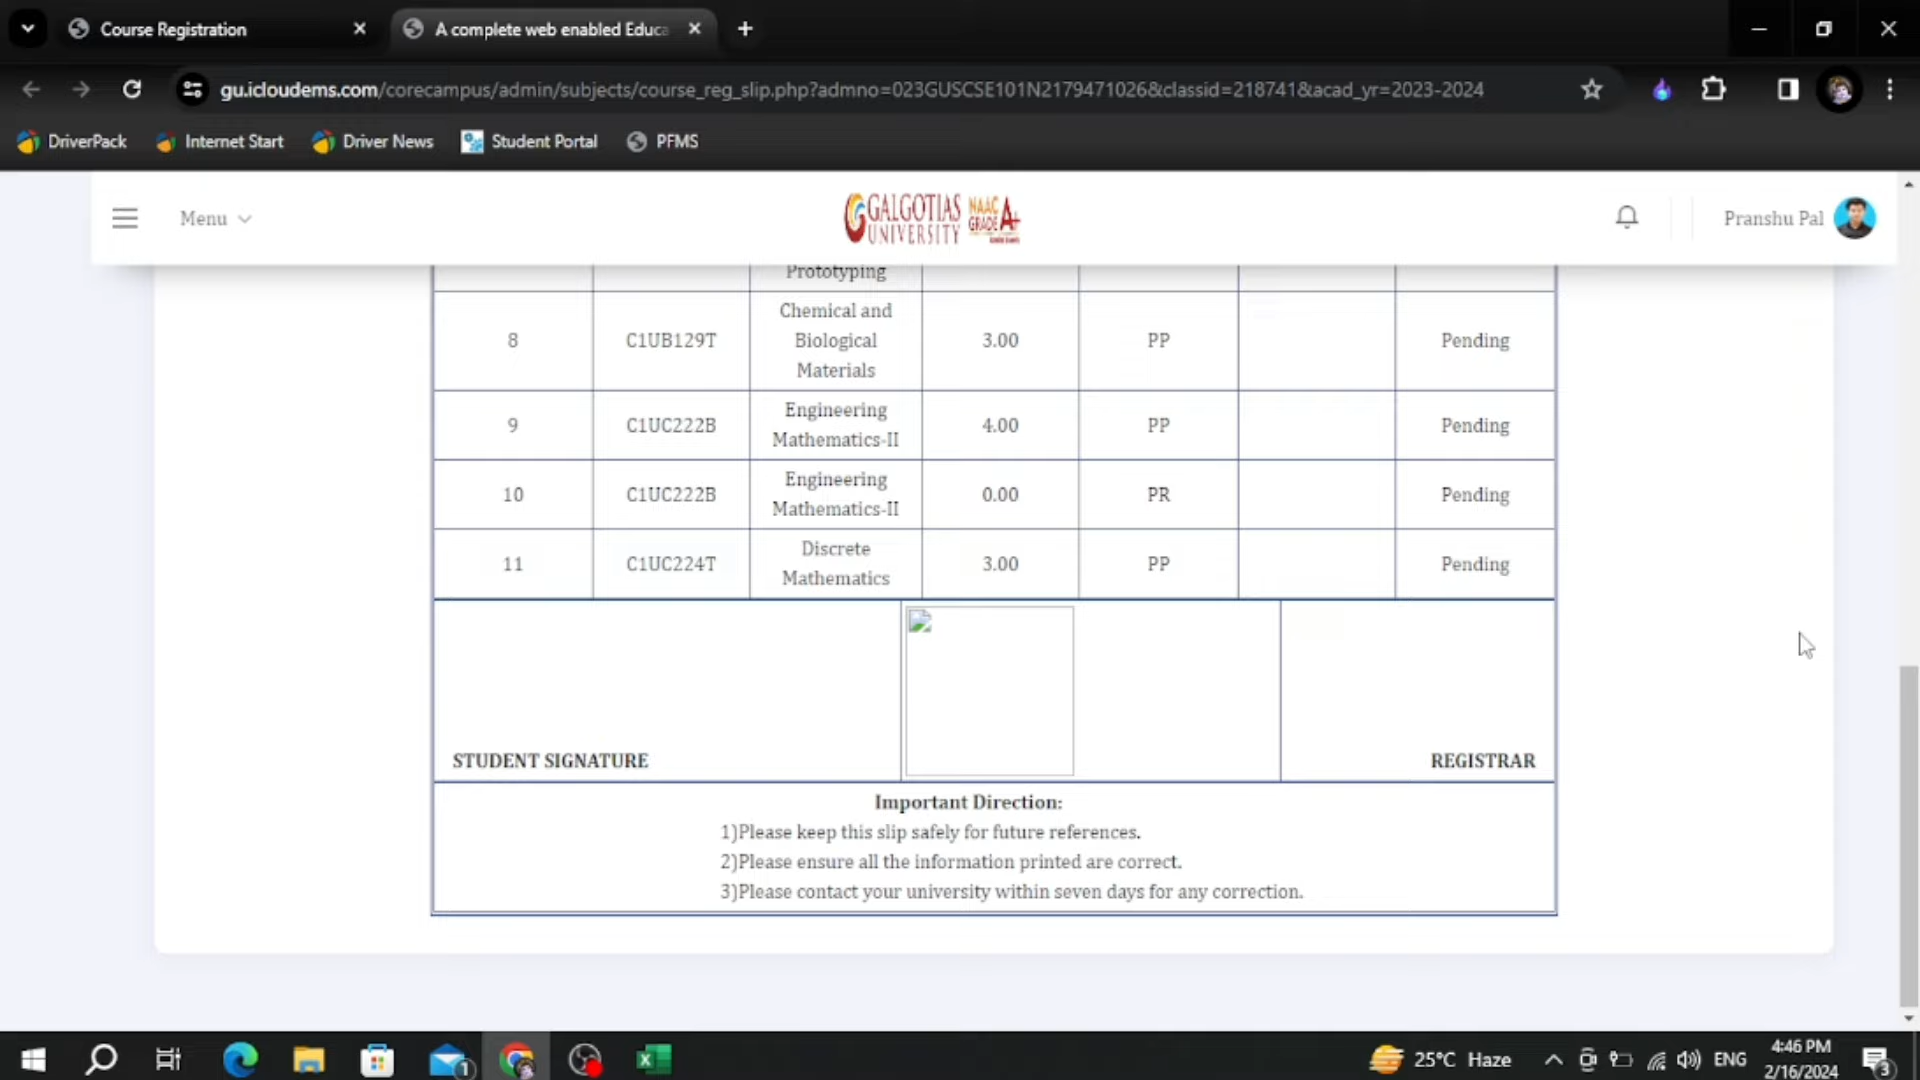 Course Registration
A complete web enabled Educa
gu.icloudems.com/corecampus/admin/subjects/course_reg_slip.php?admno=023GUSCSE101N2179471026&classid=218741&acad_yr=2023-2024
DriverPack Internet Start Driver News Student Portal PFMS
Menu
GALGOTIAS UNIVERSITY
NAAC GRADE A+
Pranshu Pal
Prototyping
8 C1UB129T Chemical and Biological Materials 3.00 PP Pending
9 C1UC222B Engineering Mathematics-II 4.00 PP Pending
10 C1UC222B Engineering Mathematics-II 0.00 PR Pending
11 C1UC224T Discrete Mathematics 3.00 PP Pending
STUDENT SIGNATURE REGISTRAR
Important Direction:
1)Please keep this slip safely for future references.
2)Please ensure all the information printed are correct.
3)Please contact your university within seven days for any correction.
1
25°C Haze
ENG
4:46 PM
2/16/2024
3